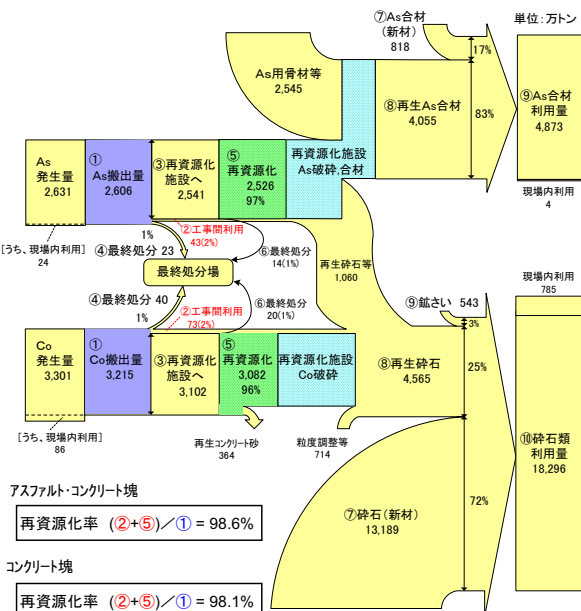 ⑦As合材
(新材)
818
単位：万トン
17%
As用骨材等
2,545
⑧再生As合材
4,055
83%
⑨As合材
利用量
4,873
As
発生量
2,631
①
As搬出量
2,606
③再資源化
施設へ
2,541
⑤
再資源化
2,526
97%
再資源化施設
As破砕,合材
現場内利用
4
[うち、現場内利用]
24
1%
②工事間利用
43(2%)
④最終処分 23
⑥最終処分
14(1%)
最終処分場
再生砕石等
1,060
現場内利用
785
④最終処分 40
1%
②工事間利用
73(2%)
⑥最終処分
20(1%)
⑨鉱さい 543
3%
Co
発生量
3,301
①
Co搬出量
3,215
③再資源化
施設へ
3,102
⑤
再資源化
3,082
96%
再資源化施設
Co破砕
⑧再生砕石
4,565
25%
[うち、現場内利用]
86
再生コンクリート砂
364
粒度調整等
714
⑩砕石類
利用量
18,296
アスファルト・コンクリート塊
再資源化率 (②+⑤)／① = 98.6%
⑦砕石(新材)
13,189
72%
コンクリート塊
再資源化率 (②+⑤)／① = 98.1%